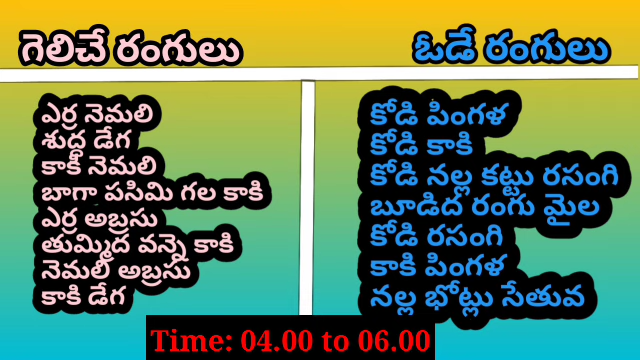 గెలిచే రంగులు
ఓడే రంగులు
ఎర్ర నెమలి
శుద్ధ డేగ
కాకి నెమలి
బాగా పసిమి గల కాకి
ఎర్ర అబ్రసు
తుమ్మిద వన్నె కాకి
నెమలి అబ్రసు
కాకి డేగ
కోడి పింగళ
కోడి కాకి
కోడి నల్ల కట్టు రసంగి
బూడిద రంగు మైల
కోడి రసంగి
కాకి పింగళ
నల్ల భోట్లు సేతువ
Time: 04.00 to 06.00